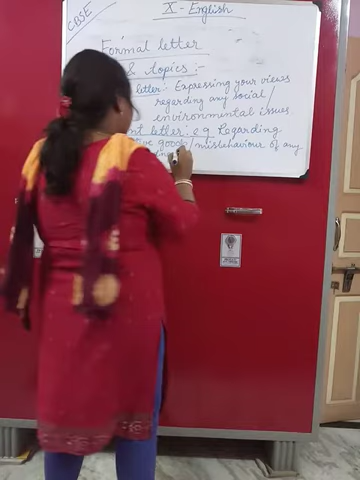 CBSE
X - English
Formal letter
& topics :-
letter: Expressing your views
regarding any social /
environmental issues
letter: e.g Regarding
goods / misbehaviour of any